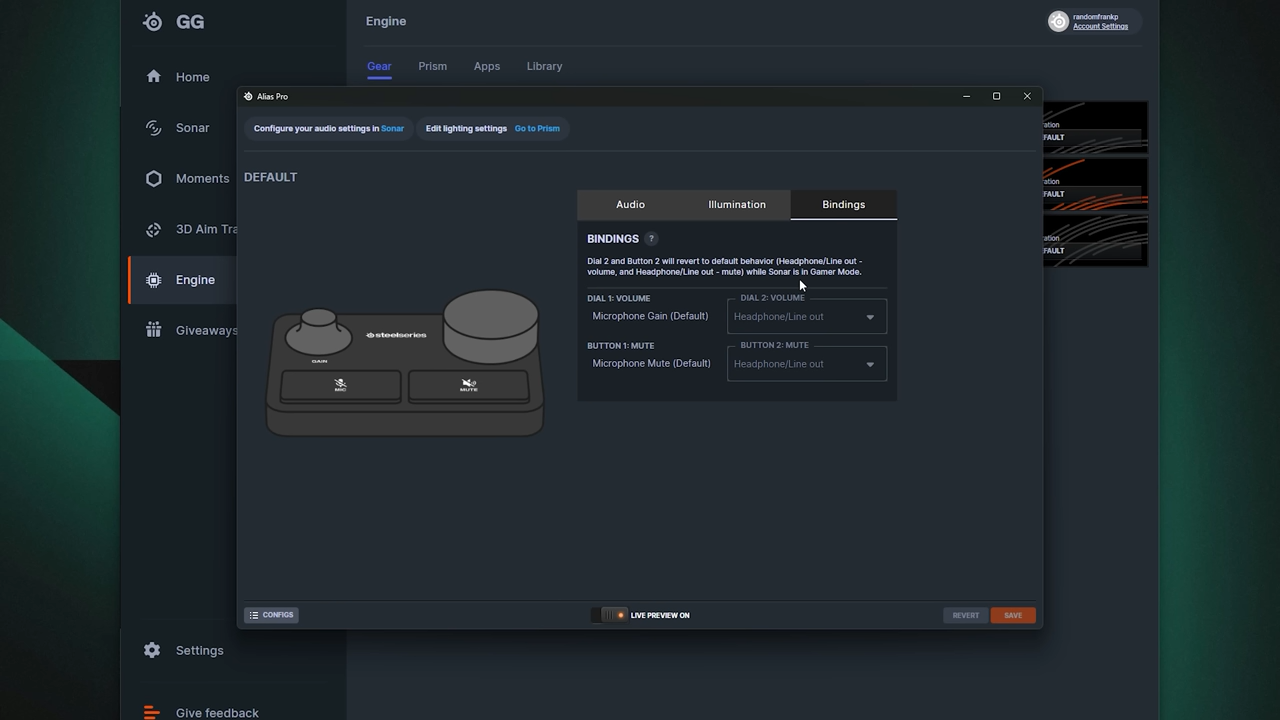 GG
Engine
randomfrankp
Account Settings
Home
Gear
Prism
Apps
Library
Alias Pro
Sonar
Configure your audio settings in Sonar
Edit lighting settings Go to Prism
ation
FAULT
Moments
DEFAULT
ation
FAULT
3D Aim Tra
Audio
Illumination
Bindings
BINDINGS ?
ation
FAULT
Dial 2 and Button 2 will revert to default behavior (Headphone/Line out -
volume, and Headphone/Line out - mute) while Sonar is in Gamer Mode.
Engine
DIAL 1: VOLUME
DIAL 2: VOLUME
Microphone Gain (Default)
Headphone/Line out
Giveaways
BUTTON 1: MUTE
BUTTON 2: MUTE
Microphone Mute (Default)
Headphone/Line out
steelseries
GAIN
MIC
MUTE
CONFIGS
LIVE PREVIEW ON
REVERT
SAVE
Settings
Give feedback